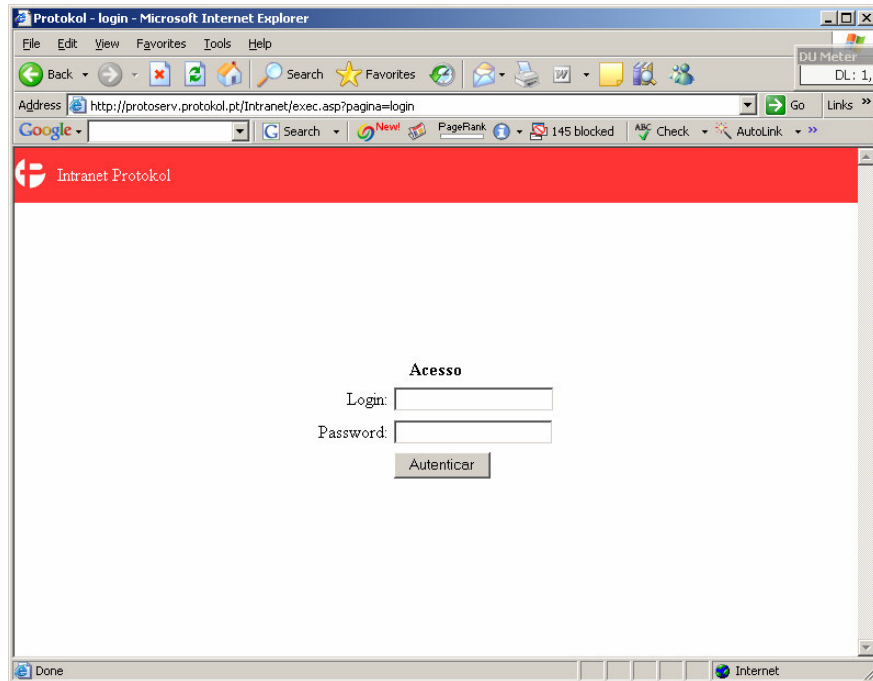 Protokol - login - Microsoft Internet Explorer
File Edit View Favorites Tools Help
DU Meter
Back Search Favorites
DL: 1,
Address http://protoserv.protokol.pt/Intranet/exec.asp?pagina=login Go Links »
Google G Search New! PageRank 145 blocked ABC Check AutoLink »
Intranet Protokol
Acesso
Login:
Password:
Autenticar
Done Internet